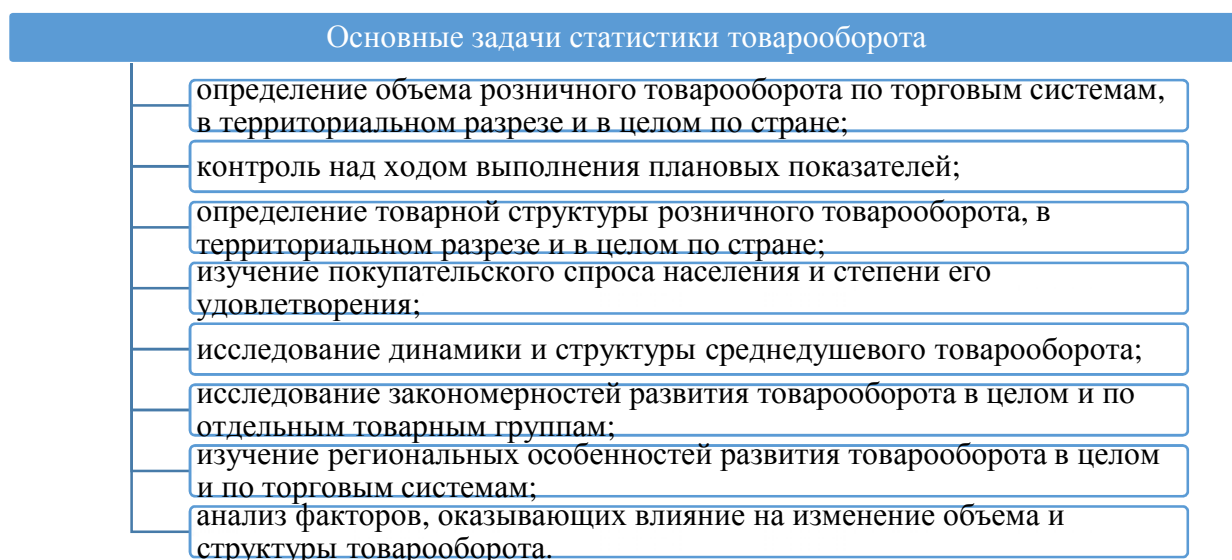 Основные задачи статистики товарооборота
определение объема розничного товарооборота по торговым системам,
в территориальном разрезе и в целом по стране;
контроль над ходом выполнения плановых показателей;
определение товарной структуры розничного товарооборота, в
территориальном разрезе и в целом по стране;
изучение покупательского спроса населения и степени его
удовлетворения;
исследование динамики и структуры среднедушевого товарооборота;
исследование закономерностей развития товарооборота в целом и по
отдельным товарным группам;
изучение региональных особенностей развития товарооборота в целом
и по торговым системам;
анализ факторов, оказывающих влияние на изменение объема и
структуры товарооборота.